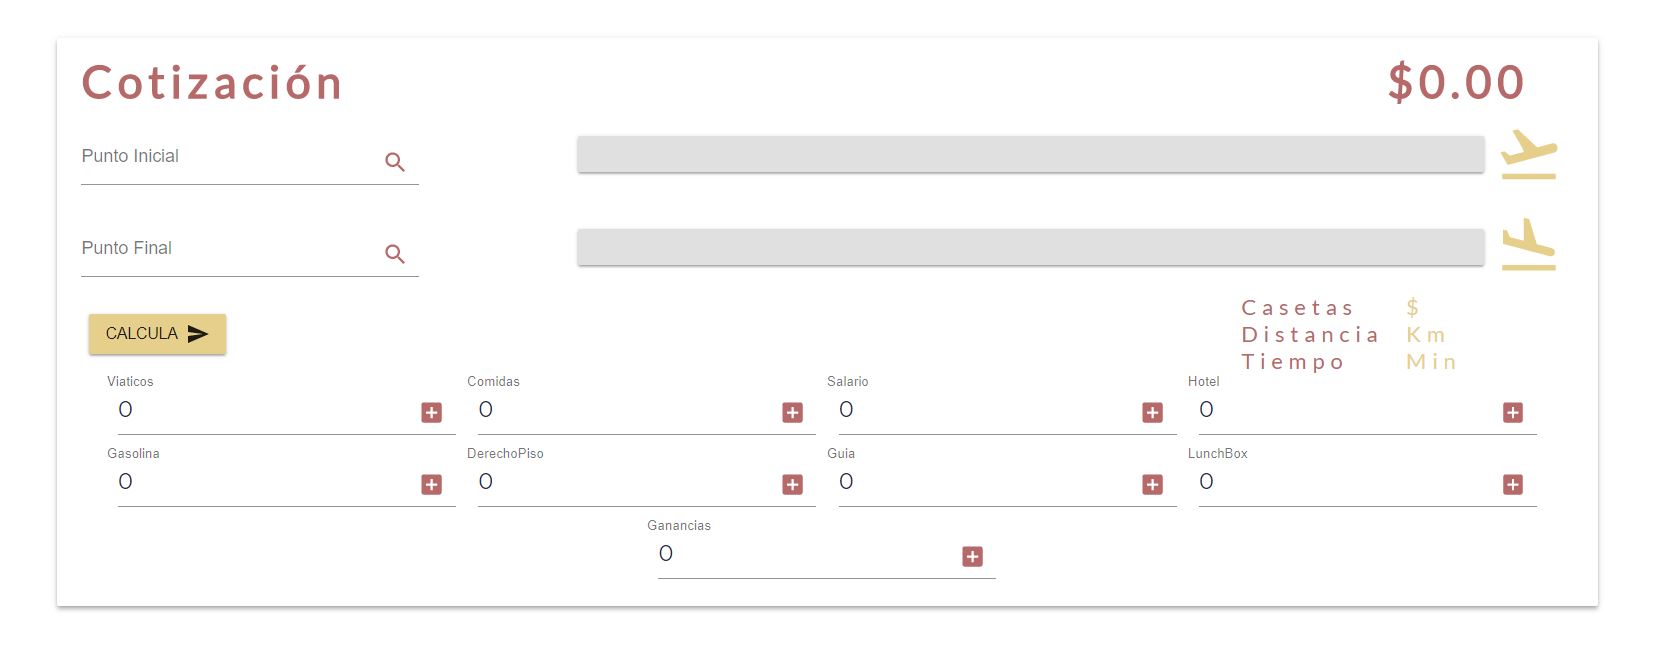 Cotización $0.00
Punto Inicial
Punto Final
Casetas $
Distancia Km
Tiempo Min
CALCULA
Viaticos Comidas Salario Hotel
0 0 0 0
Gasolina DerechoPiso Guia LunchBox
0 0 0 0
Ganancias
0